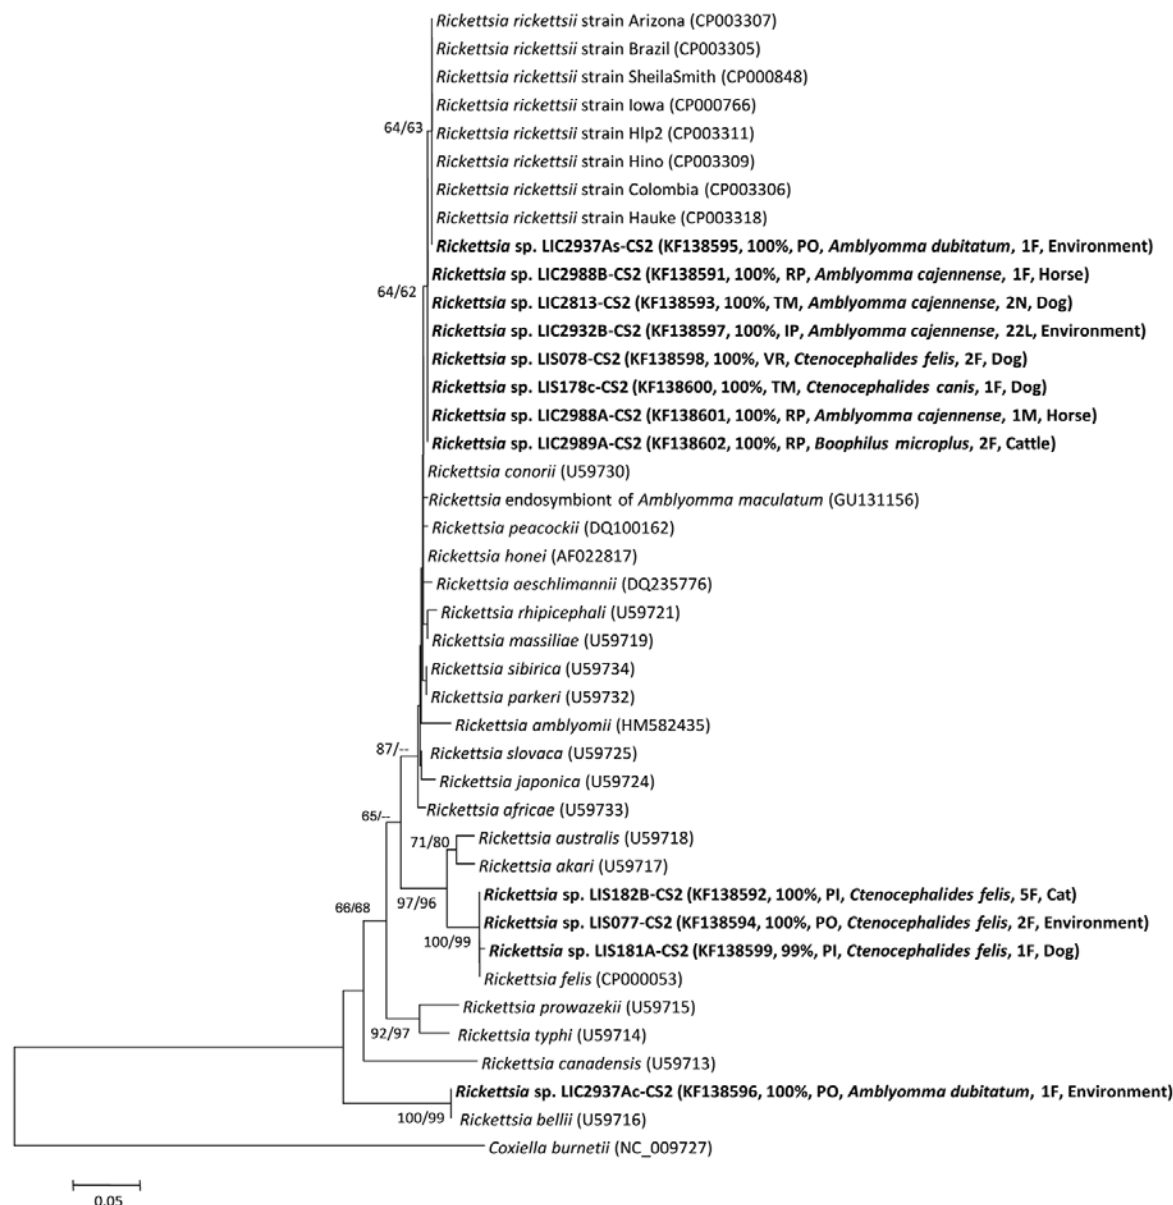 Rickettsia rickettsii strain Arizona (CP003307)
Rickettsia rickettsii strain Brazil (CP003305)
Rickettsia rickettsii strain SheilaSmith (CP000848)
Rickettsia rickettsii strain Iowa (CP000766)
64/63
Rickettsia rickettsii strain Hlp2 (CP003311)
Rickettsia rickettsii strain Hino (CP003309)
Rickettsia rickettsii strain Colombia (CP003306)
Rickettsia rickettsii strain Hauke (CP003318)
Rickettsia sp. LIC2937As-CS2 (KF138595, 100%, PO, Amblyomma dubitatum, 1F, Environment)
Rickettsia sp. LIC2988B-CS2 (KF138591, 100%, RP, Amblyomma cajennense, 1F, Horse)
64/62
Rickettsia sp. LIC2813-CS2 (KF138593, 100%, TM, Amblyomma cajennense, 2N, Dog)
Rickettsia sp. LIC2932B-CS2 (KF138597, 100%, IP, Amblyomma cajennense, 22L, Environment)
Rickettsia sp. LIS078-CS2 (KF138598, 100%, VR, Ctenocephalides felis, 2F, Dog)
Rickettsia sp. LIS178c-CS2 (KF138600, 100%, TM, Ctenocephalides canis, 1F, Dog)
Rickettsia sp. LIC2988A-CS2 (KF138601, 100%, RP, Amblyomma cajennense, 1M, Horse)
Rickettsia sp. LIC2989A-CS2 (KF138602, 100%, RP, Boophilus microplus, 2F, Cattle)
Rickettsia conorii (U59730)
Rickettsia endosymbiont of Amblyomma maculatum (GU131156)
Rickettsia peacockii (DQ100162)
Rickettsia honei (AF022817)
Rickettsia aeschlimannii (DQ235776)
Rickettsia rhipicephali (U59721)
Rickettsia massiliae (U59719)
Rickettsia sibirica (U59734)
Rickettsia parkeri (U59732)
Rickettsia amblyomii (HM582435)
87/--
Rickettsia slovaca (U59725)
Rickettsia japonica (U59724)
Rickettsia africae (U59733)
65/--
71/80
Rickettsia australis (U59718)
Rickettsia akari (U59717)
Rickettsia sp. LIS182B-CS2 (KF138592, 100%, PI, Ctenocephalides felis, 5F, Cat)
97/96
66/68
Rickettsia sp. LIS077-CS2 (KF138594, 100%, PO, Ctenocephalides felis, 2F, Environment)
100/99
Rickettsia sp. LIS181A-CS2 (KF138599, 99%, PI, Ctenocephalides felis, 1F, Dog)
Rickettsia felis (CP000053)
Rickettsia prowazekii (U59715)
92/97
Rickettsia typhi (U59714)
Rickettsia canadensis (U59713)
Rickettsia sp. LIC2937Ac-CS2 (KF138596, 100%, PO, Amblyomma dubitatum, 1F, Environment)
100/99
Rickettsia bellii (U59716)
Coxiella burnetii (NC_009727)
0.05